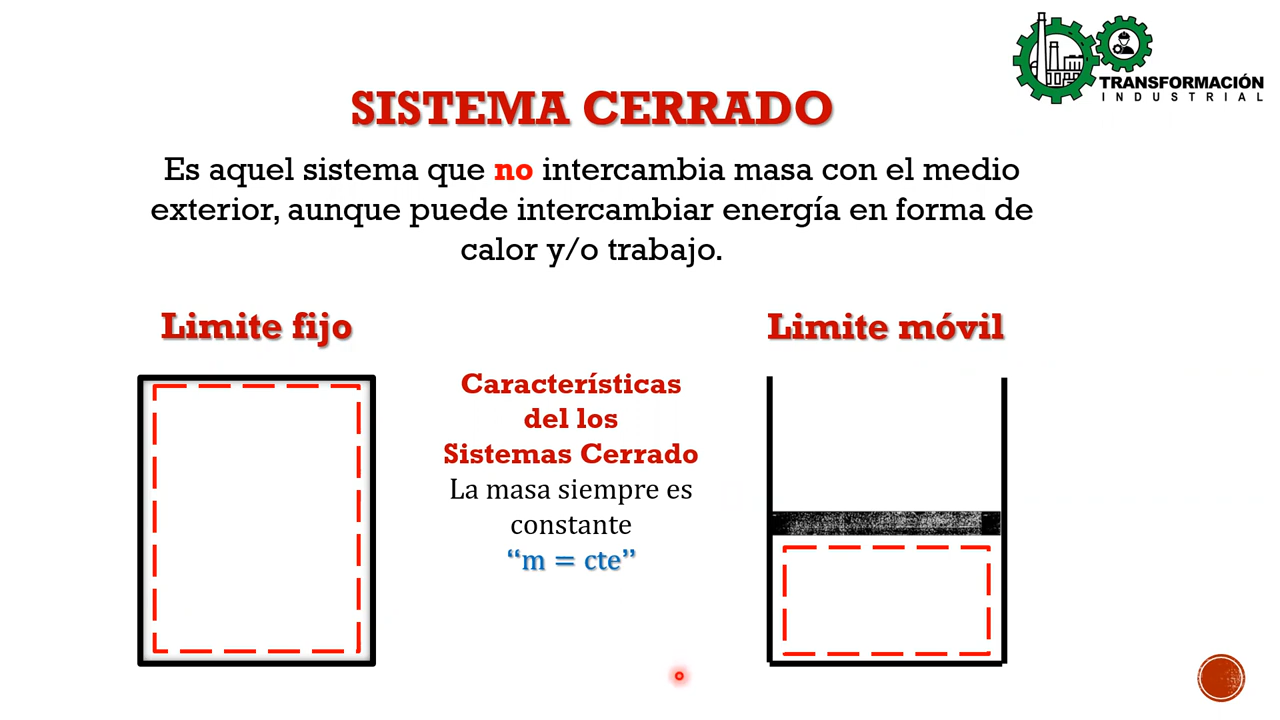 TRANSFORMACIÓN
INDUSTRIAL
SISTEMA CERRADO
Es aquel sistema que no intercambia masa con el medio
exterior, aunque puede intercambiar energía en forma de
calor y/o trabajo.
Limite fijo
Características
del los
Sistemas Cerrado
La masa siempre es
constante
“m = cte”
Limite móvil